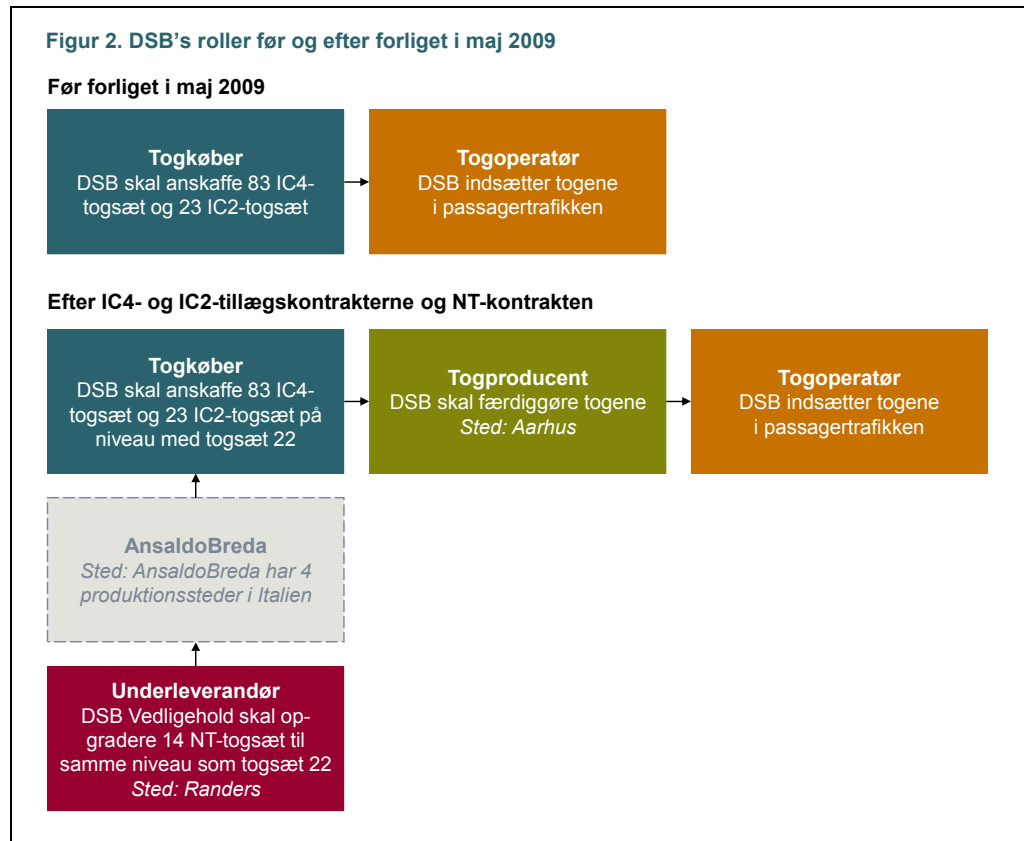 Figur 2. DSB's roller før og efter forliget i maj 2009
Før forliget i maj 2009
Togkøber
DSB skal anskaffe 83 IC4-
togsæt og 23 IC2-togsæt
Togoperatør
DSB indsætter togene
i passagertrafikken
Efter IC4- og IC2-tillægskontrakterne og NT-kontrakten
Togkøber
DSB skal anskaffe 83 IC4-
togsæt og 23 IC2-togsæt på
niveau med togsæt 22
Togproducent
DSB skal færdiggøre togene
Sted: Aarhus
Togoperatør
DSB indsætter togene
i passagertrafikken
AnsaldoBreda
Sted: AnsaldoBreda har 4
produktionssteder i Italien
Underleverandør
DSB Vedligehold skal op-
gradere 14 NT-togsæt til
samme niveau som togsæt 22
Sted: Randers